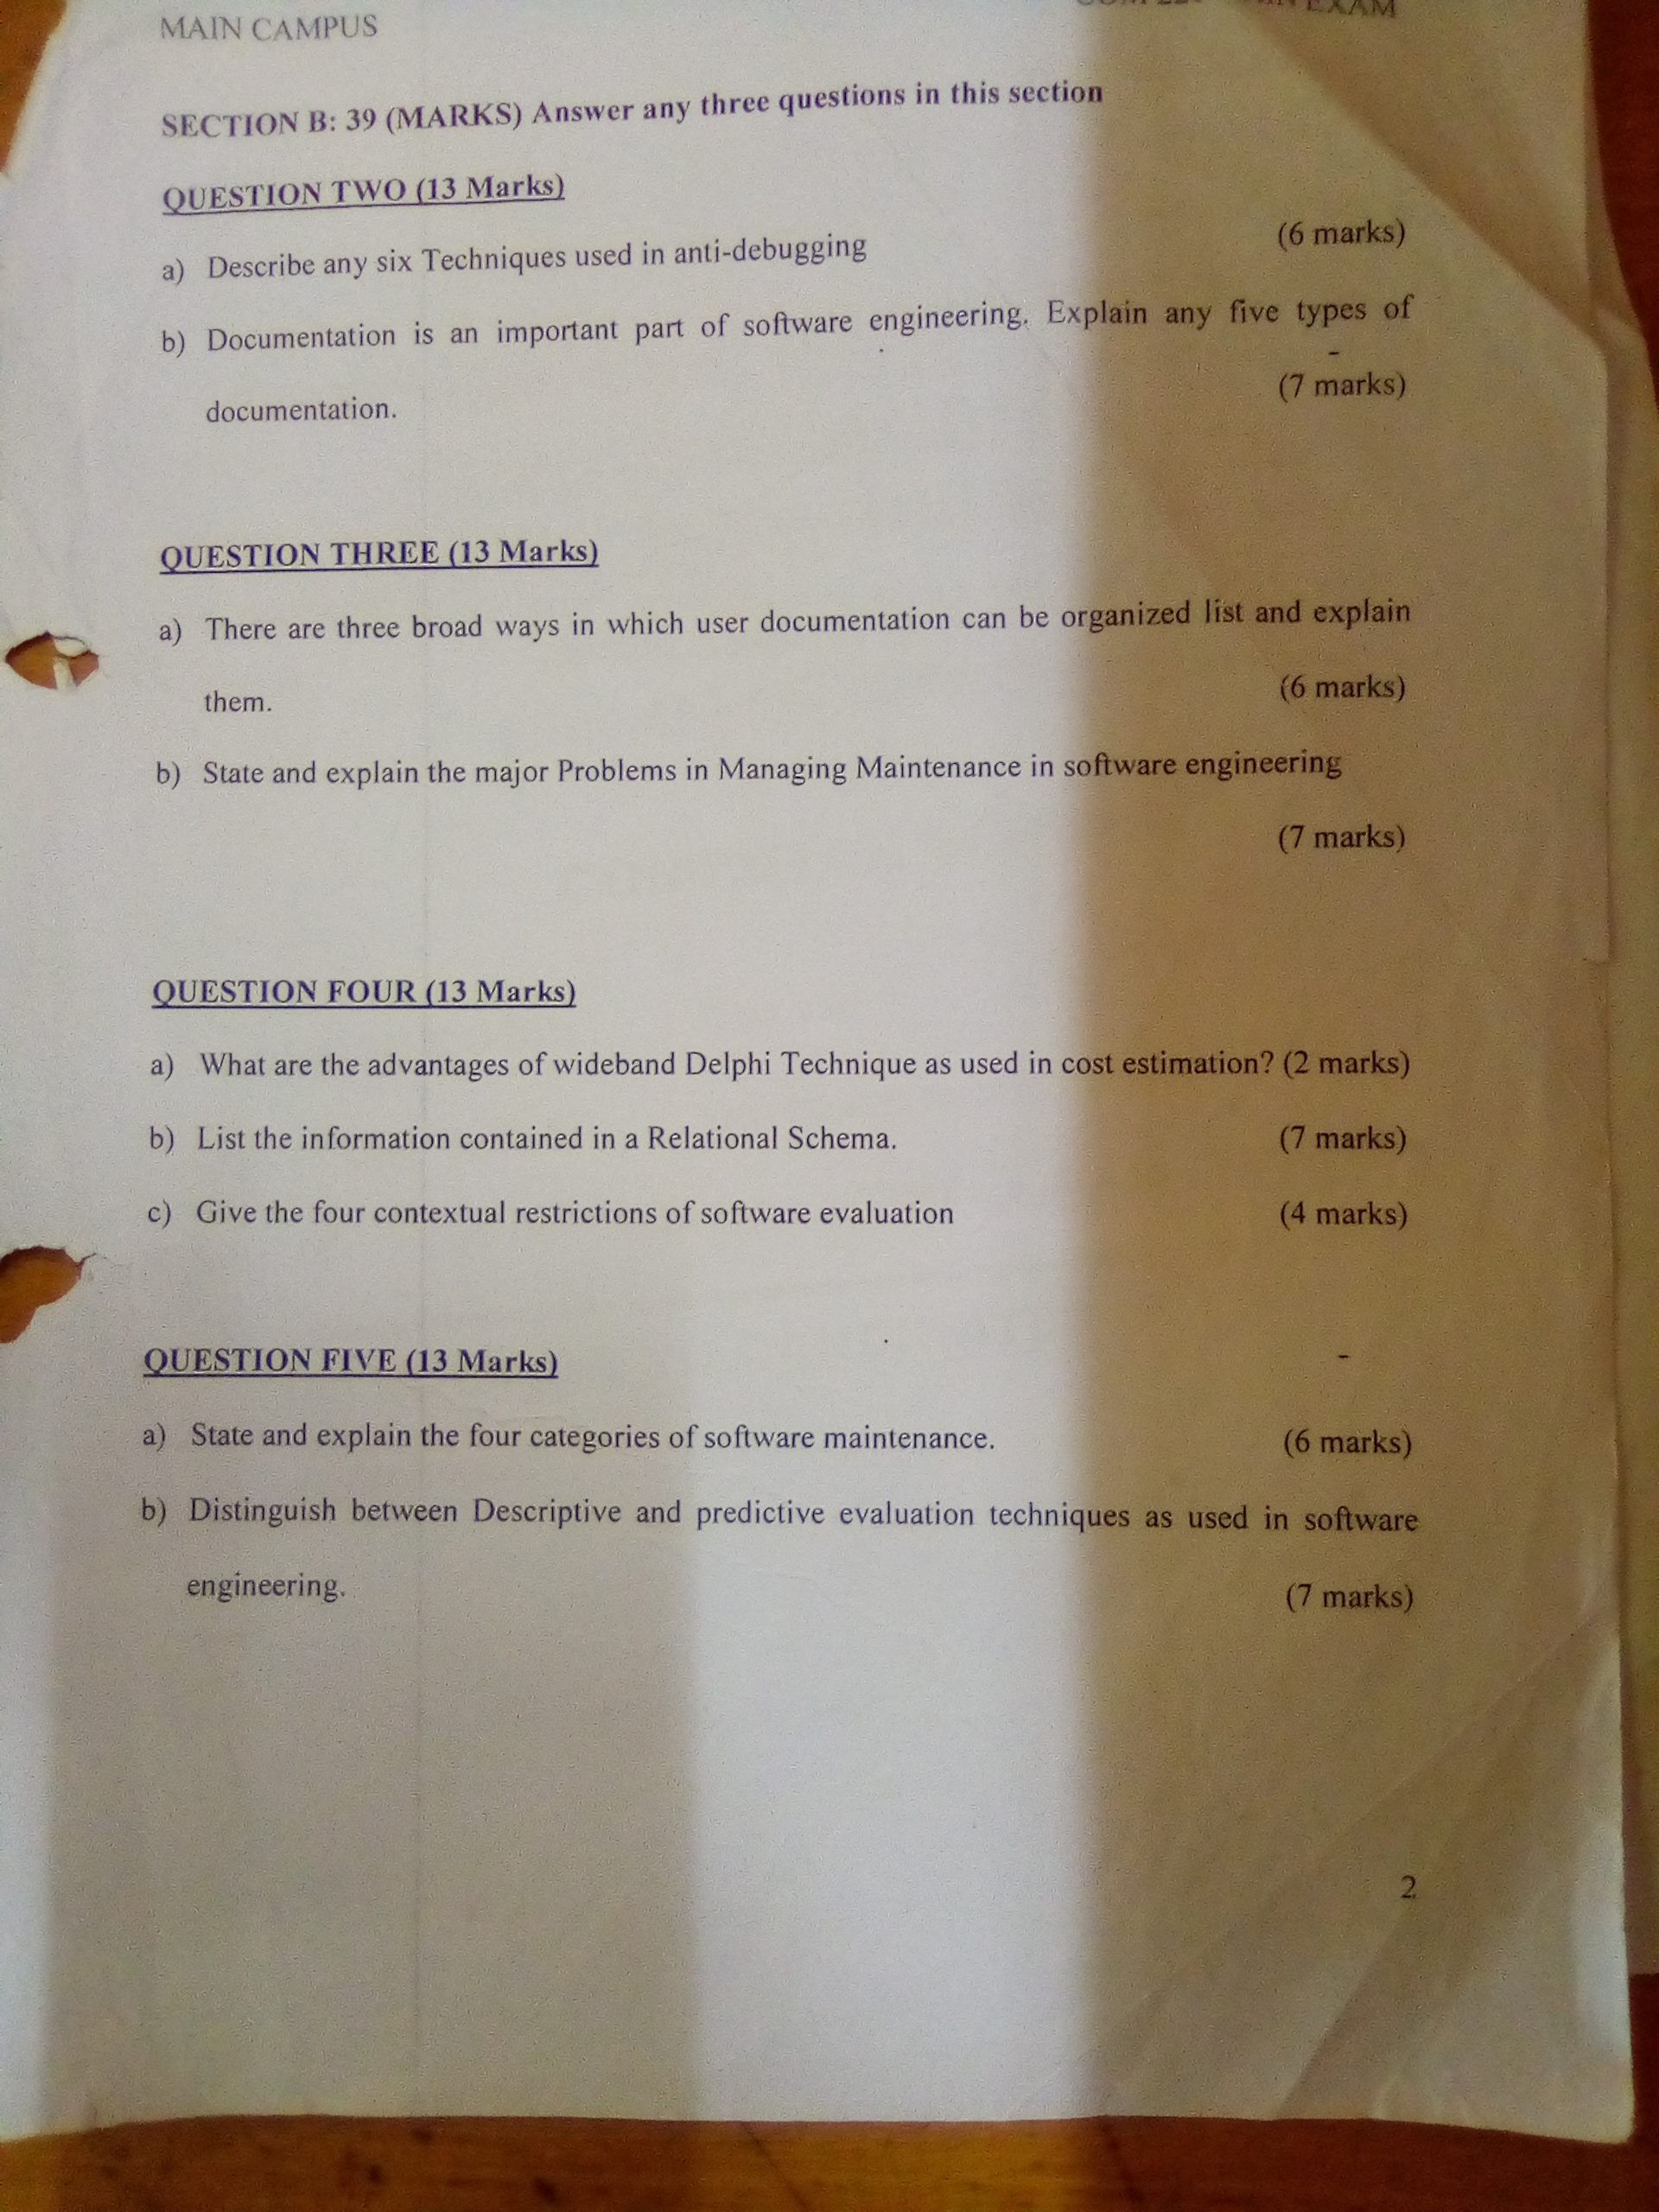 MAIN CAMPUS
EXAM
SECTION B: 39 (MARKS) Answer any three questions in this section
QUESTION TWO (13 Marks)
a) Describe any six Techniques used in anti-debugging (6 marks)
b) Documentation is an important part of software engineering. Explain any five types of
documentation. (7 marks)
QUESTION THREE (13 Marks)
a) There are three broad ways in which user documentation can be organized list and explain
them. (6 marks)
b) State and explain the major Problems in Managing Maintenance in software engineering
(7 marks)
QUESTION FOUR (13 Marks)
a) What are the advantages of wideband Delphi Technique as used in cost estimation? (2 marks)
b) List the information contained in a Relational Schema. (7 marks)
c) Give the four contextual restrictions of software evaluation (4 marks)
QUESTION FIVE (13 Marks)
a) State and explain the four categories of software maintenance. (6 marks)
b) Distinguish between Descriptive and predictive evaluation techniques as used in software
engineering. (7 marks)
2